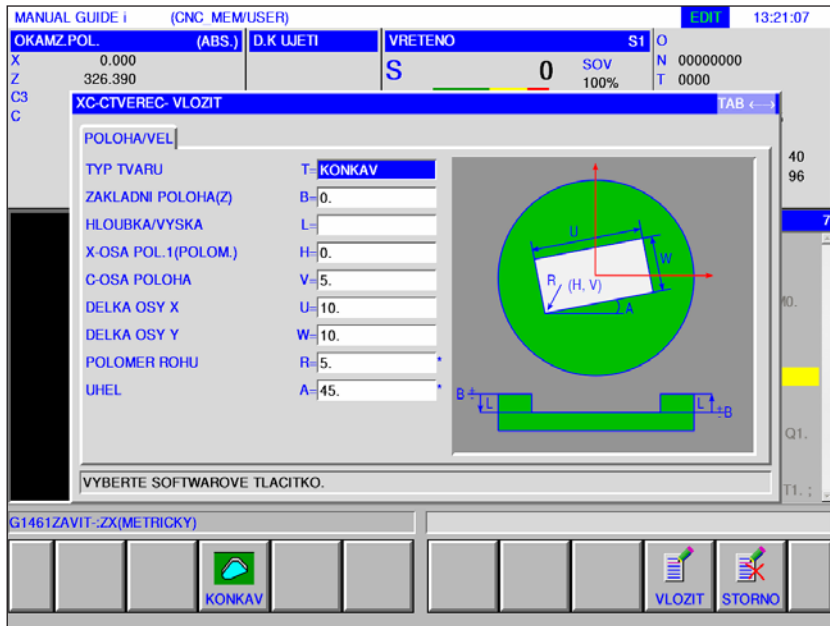 MANUAL GUIDE i (CNC_MEM/USER) EDIT 13:21:07
OKAMZ.POL. (ABS.) D.K UJETI VRETENO S1 O
X 0.000 S 0 SOV N 00000000
Z 326.390 100% T 0000
C3
C
XC-CTVEREC- VLOZIT TAB ←→
POLOHA/VEL
TYP TVARU T= KONKAV
ZAKLADNI POLOHA(Z) B= 0.
HLOUBKA/VYSKA L=
X-OSA POL.1(POLOM.) H= 0.
C-OSA POLOHA V= 5.
DELKA OSY X U= 10.
DELKA OSY Y W= 10.
POLOMER ROHU R= 5. *
UHEL A= 45. *
U
W
R (H, V)
A
B ± L L ±B
40
96
7
M0.
Q1.
T1. ;
VYBERTE SOFTWAROVE TLACITKO.
G1461ZAVIT-:ZX(METRICKY)
KONKAV VLOZIT STORNO